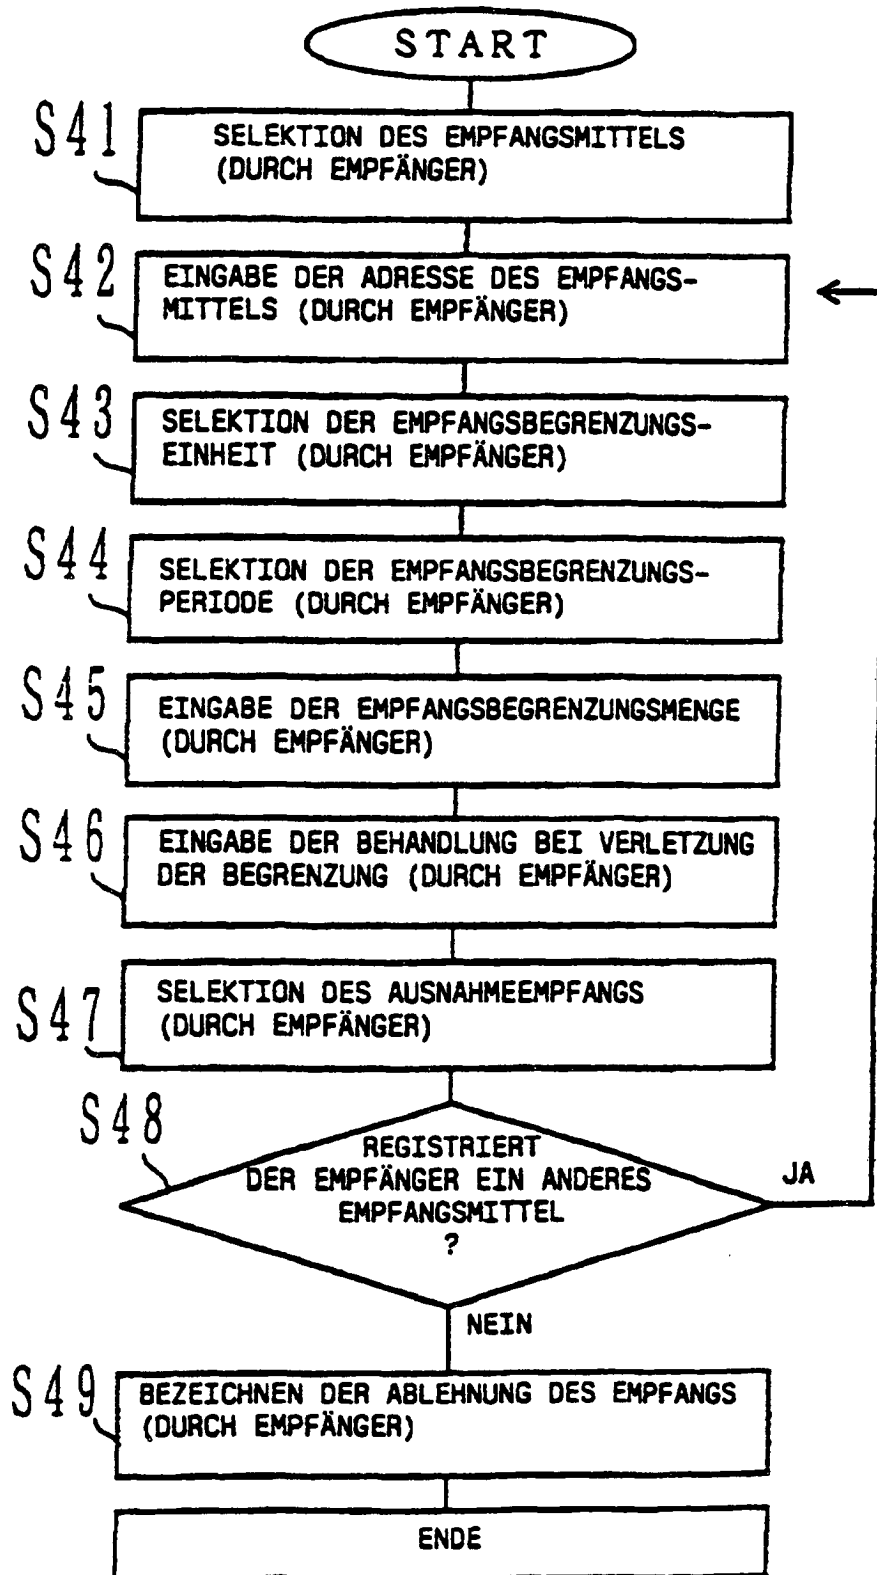 START
S41
SELEKTION DES EMPFANGSMITTELS
(DURCH EMPFÄNGER)
S42
EINGABE DER ADRESSE DES EMPFANGS-
MITTELS (DURCH EMPFÄNGER)
S43
SELEKTION DER EMPFANGSBEGRENZUNGS-
EINHEIT (DURCH EMPFÄNGER)
S44
SELEKTION DER EMPFANGSBEGRENZUNGS-
PERIODE (DURCH EMPFÄNGER)
S45
EINGABE DER EMPFANGSBEGRENZUNGSMENGE
(DURCH EMPFÄNGER)
S46
EINGABE DER BEHANDLUNG BEI VERLETZUNG
DER BEGRENZUNG (DURCH EMPFÄNGER)
S47
SELEKTION DES AUSNAHMEEMPFANGS
(DURCH EMPFÄNGER)
S48
REGISTRIERT
DER EMPFÄNGER EIN ANDERES
EMPFANGSMITTEL
?
JA
NEIN
S49
BEZEICHNEN DER ABLEHNUNG DES EMPFANGS
(DURCH EMPFÄNGER)
ENDE